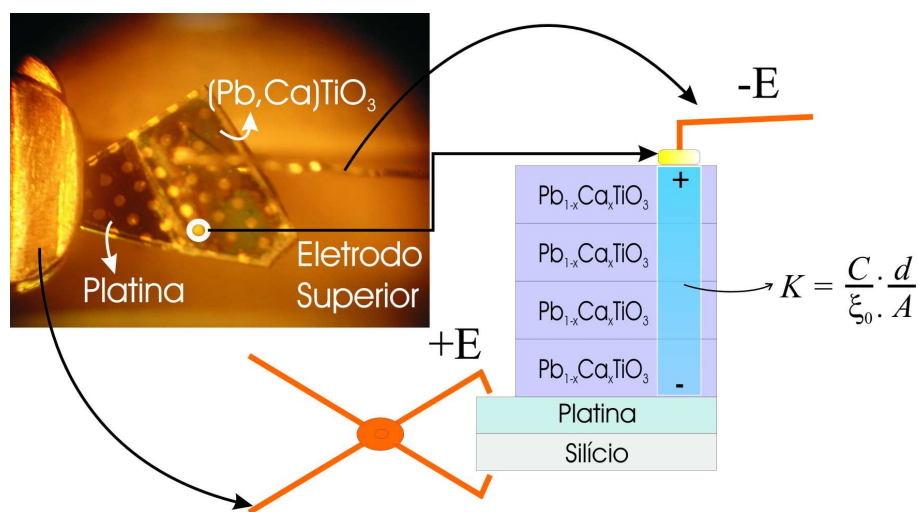 (Pb,Ca)TiO₃
Platina
Eletrodo
Superior
-E
+
Pb₁₋ₓCaₓTiO₃
Pb₁₋ₓCaₓTiO₃
Pb₁₋ₓCaₓTiO₃
Pb₁₋ₓCaₓTiO₃
-
K = C/ξ₀ . d/A
+E
Platina
Silício